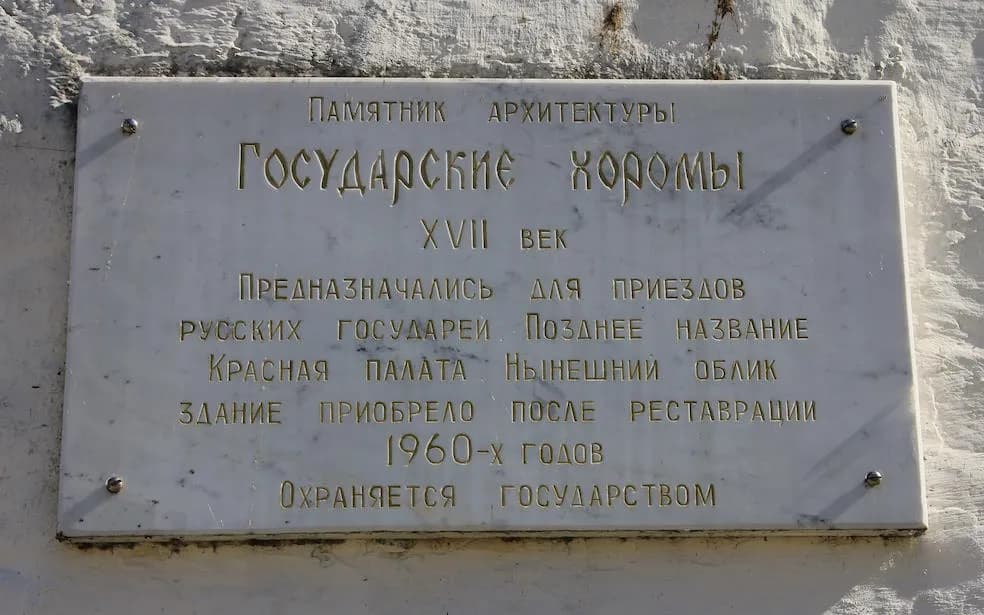 Памятник архитектуры
Государские хоромы
XVII век
Предназначались для приездов
русских государей Позднее название
Красная палата Нынешний облик
здание приобрело после реставрации
1960-х годов
Охраняется государством